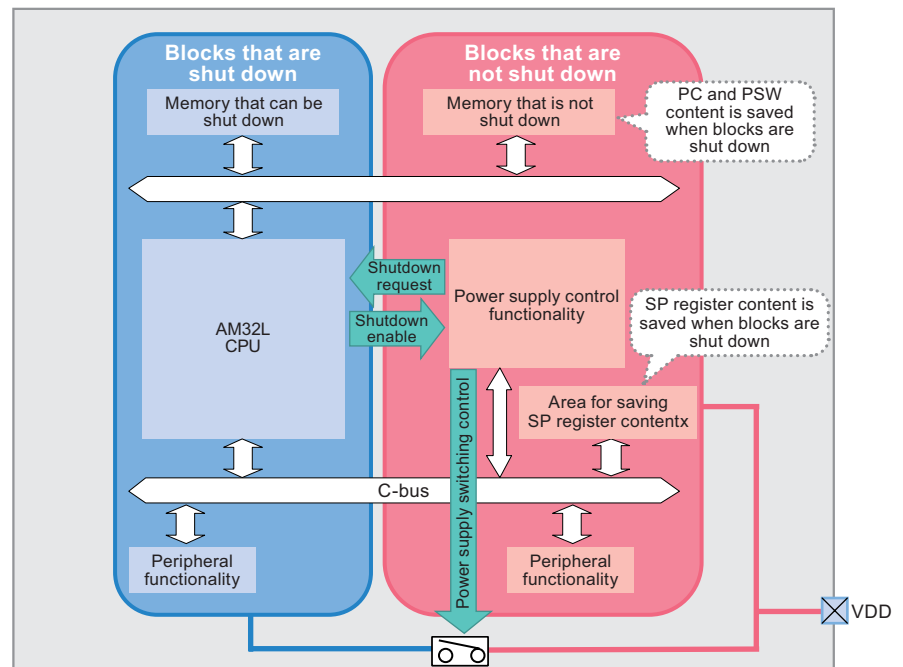 Blocks that are
shut down
Blocks that are
not shut down
Memory that can be
shut down
Memory that is not
shut down
PC and PSW
content is saved
when blocks are
shut down
AM32L
CPU
Shutdown
request
Shutdown
enable
Power supply control
functionality
SP register content is
saved when blocks are
shut down
Power supply switching control
Area for saving
SP register contentx
C-bus
Peripheral
functionality
Peripheral
functionality
VDD